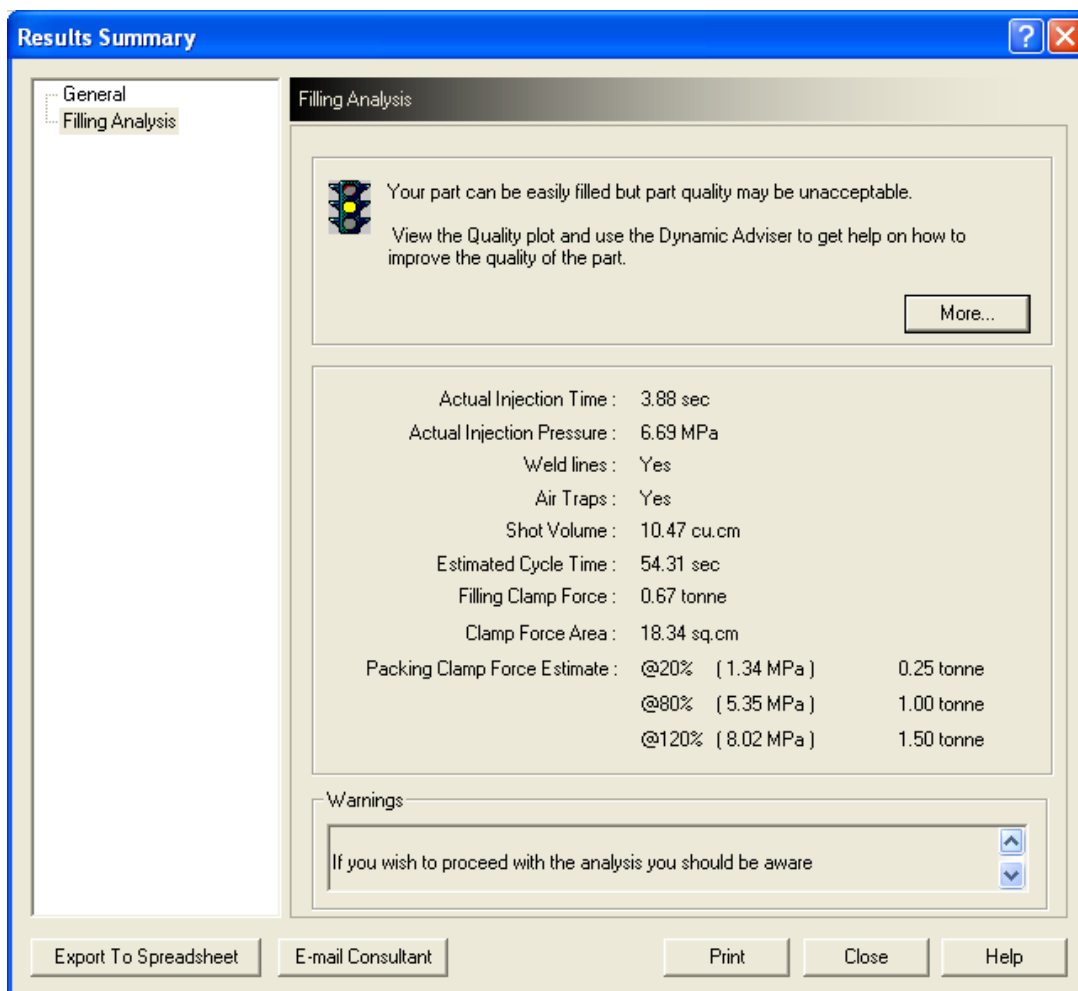 Results Summary
General
Filling Analysis
Filling Analysis
Your part can be easily filled but part quality may be unacceptable.
View the Quality plot and use the Dynamic Adviser to get help on how to
improve the quality of the part.
More...
Actual Injection Time : 3.88 sec
Actual Injection Pressure : 6.69 MPa
Weld lines : Yes
Air Traps : Yes
Shot Volume : 10.47 cu.cm
Estimated Cycle Time : 54.31 sec
Filling Clamp Force : 0.67 tonne
Clamp Force Area : 18.34 sq.cm
Packing Clamp Force Estimate : @20% ( 1.34 MPa ) 0.25 tonne
@80% ( 5.35 MPa ) 1.00 tonne
@120% ( 8.02 MPa ) 1.50 tonne
Warnings
If you wish to proceed with the analysis you should be aware
Export To Spreadsheet E-mail Consultant Print Close Help